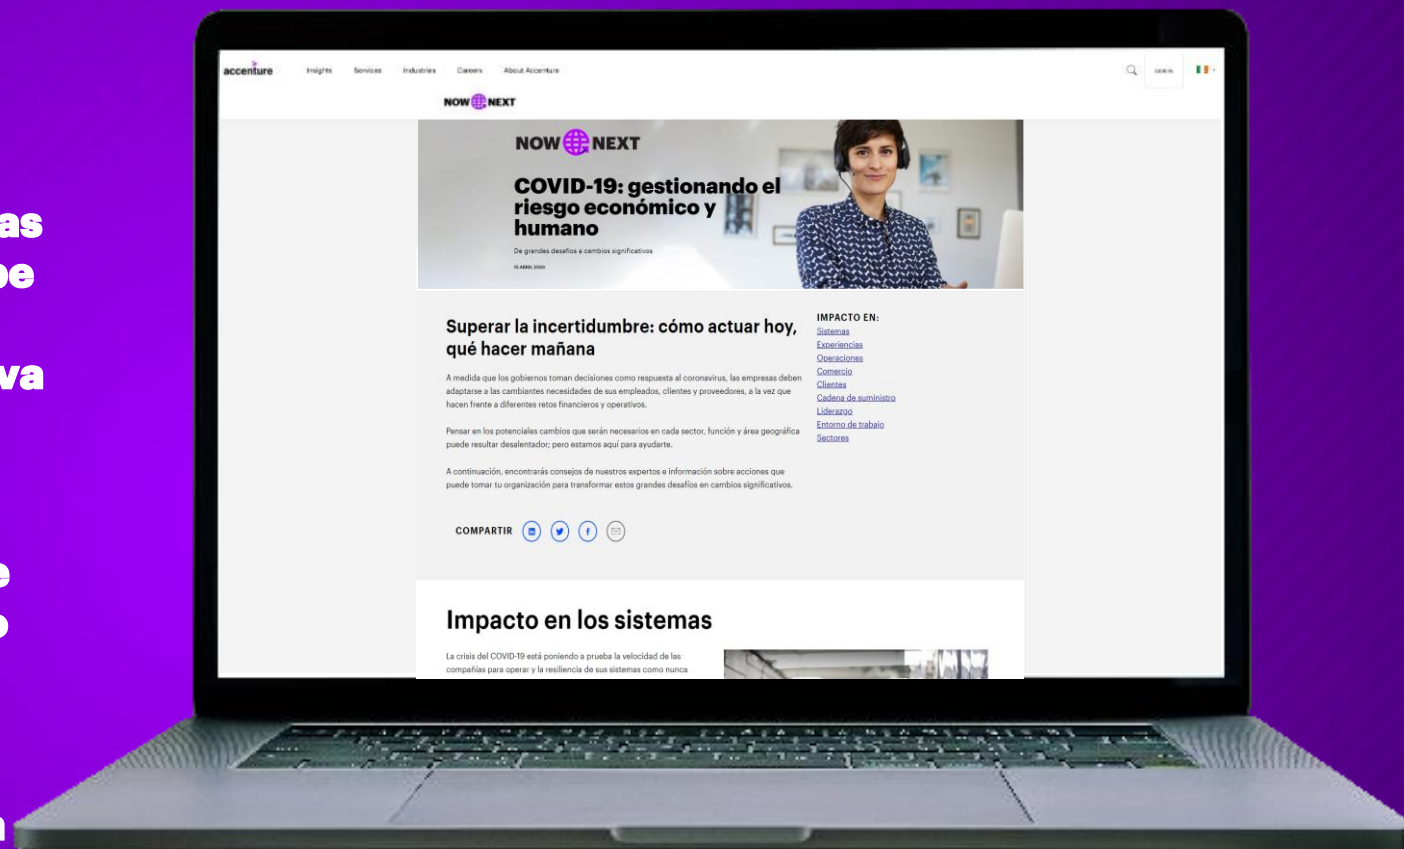 as
be
va
e
o
a
accenture Insights Services Industries Careers About Accenture
NOW NEXT
NOW NEXT
COVID-19: gestionando el
riesgo económico y
humano
De grandes desafíos a cambios significativos
15 ABRIL 2020
Superar la incertidumbre: cómo actuar hoy,
qué hacer mañana
A medida que los gobiernos toman decisiones como respuesta al coronavirus, las empresas deben
adaptarse a las cambiantes necesidades de sus empleados, clientes y proveedores, a la vez que
hacen frente a diferentes retos financieros y operativos.
Pensar en los potenciales cambios que serán necesarios en cada sector, función y área geográfica
puede resultar desalentador; pero estamos aquí para ayudarte.
A continuación, encontrarás consejos de nuestros expertos e información sobre acciones que
puede tomar tu organización para transformar estos grandes desafíos en cambios significativos.
COMPARTIR
IMPACTO EN:
Sistemas
Experiencias
Operaciones
Comercio
Clientes
Cadena de suministro
Liderazgo
Entorno de trabajo
Sectores
Impacto en los sistemas
La crisis del COVID-19 está poniendo a prueba la velocidad de las
compañías para operar y la resiliencia de sus sistemas como nunca